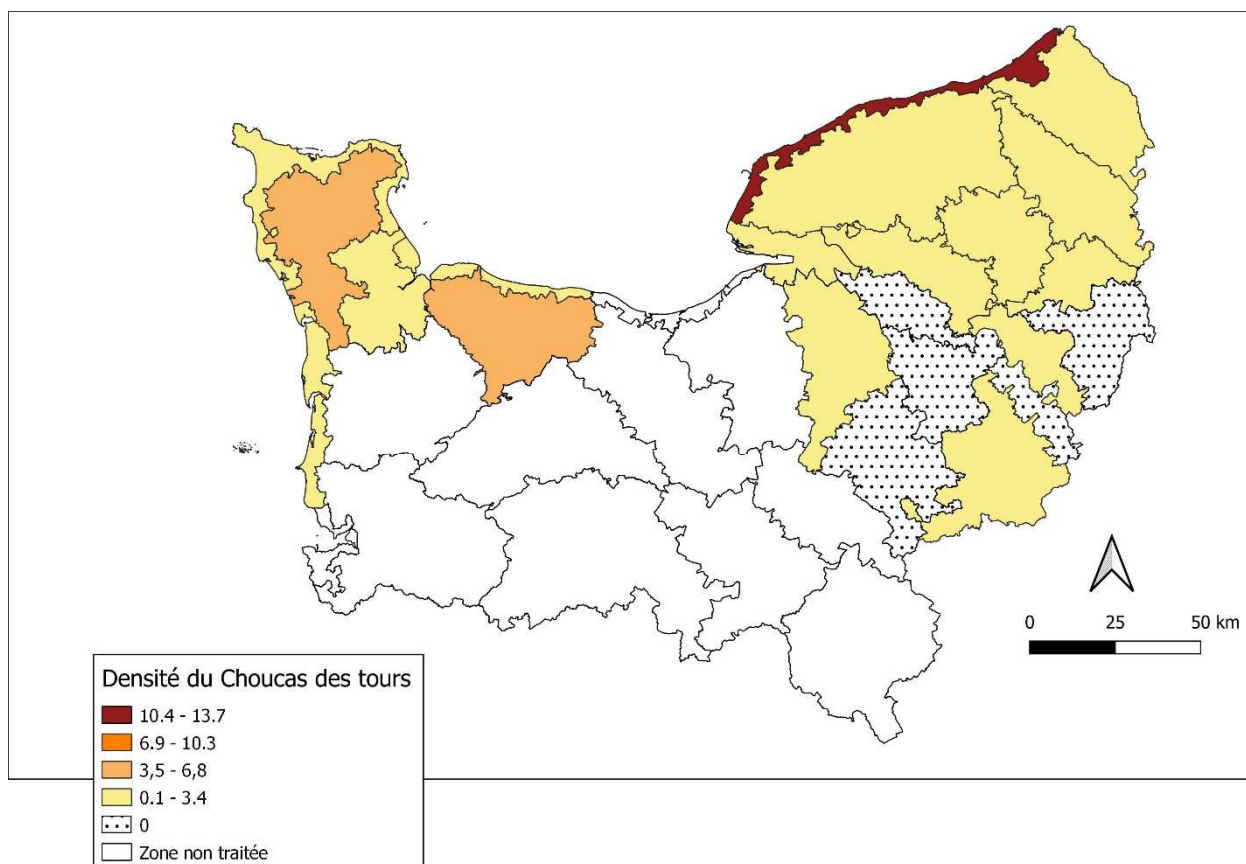 0 25 50 km
Densité du Choucas des tours
10.4 - 13.7
6.9 - 10.3
3,5 - 6,8
0.1 - 3.4
0
Zone non traitée